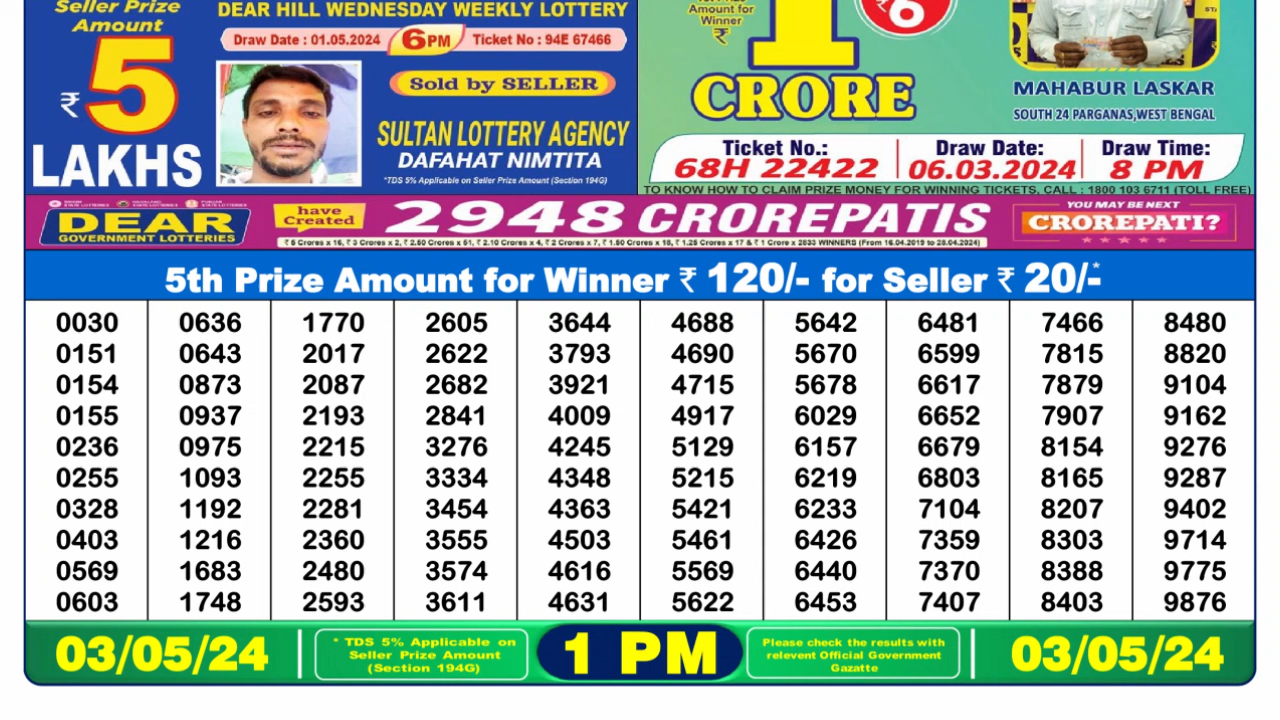 Seller Prize
Amount
₹5
LAKHS
DEAR HILL WEDNESDAY WEEKLY LOTTERY
Draw Date : 01.05.2024 6PM Ticket No : 94E 67466
Sold by SELLER
SULTAN LOTTERY AGENCY
DAFAHAT NIMTITA
*TDS 5% Applicable on Seller Prize Amount (Section 194G)
Amount for
Winner
₹
1
CRORE
₹6
MAHABUR LASKAR
SOUTH 24 PARGANAS,WEST BENGAL
Ticket No.: Draw Date: Draw Time:
68H 22422 06.03.2024 8 PM
TO KNOW HOW TO CLAIM PRIZE MONEY FOR WINNING TICKETS, CALL : 1800 103 6711 (TOLL FREE)
DEAR
GOVERNMENT LOTTERIES
have
Created
2948 CROREPATIS
YOU MAY BE NEXT
CROREPATI?
5th Prize Amount for Winner ₹ 120/- for Seller ₹ 20/-*
0030 0636 1770 2605 3644 4688 5642 6481 7466 8480
0151 0643 2017 2622 3793 4690 5670 6599 7815 8820
0154 0873 2087 2682 3921 4715 5678 6617 7879 9104
0155 0937 2193 2841 4009 4917 6029 6652 7907 9162
0236 0975 2215 3276 4245 5129 6157 6679 8154 9276
0255 1093 2255 3334 4348 5215 6219 6803 8165 9287
0328 1192 2281 3454 4363 5421 6233 7104 8207 9402
0403 1216 2360 3555 4503 5461 6426 7359 8303 9714
0569 1683 2480 3574 4616 5569 6440 7370 8388 9775
0603 1748 2593 3611 4631 5622 6453 7407 8403 9876
03/05/24
* TDS 5% Applicable on
Seller Prize Amount
(Section 194G)
1 PM
Please check the results with
relevent Official Government
Gazatte
03/05/24